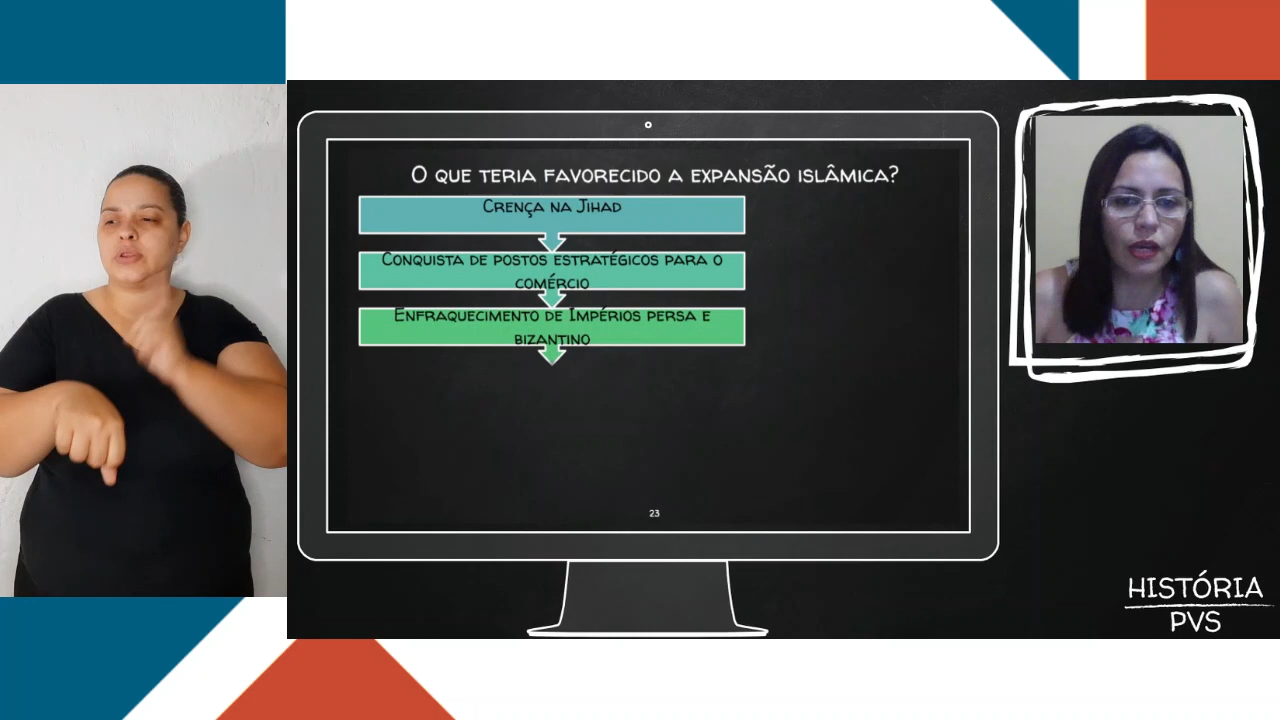 O que teria favorecido a expansão islâmica?
Crença na Jihad
Conquista de postos estratégicos para o
comércio
Enfraquecimento de Impérios persa e
bizantino
23
HISTÓRIA
PVS